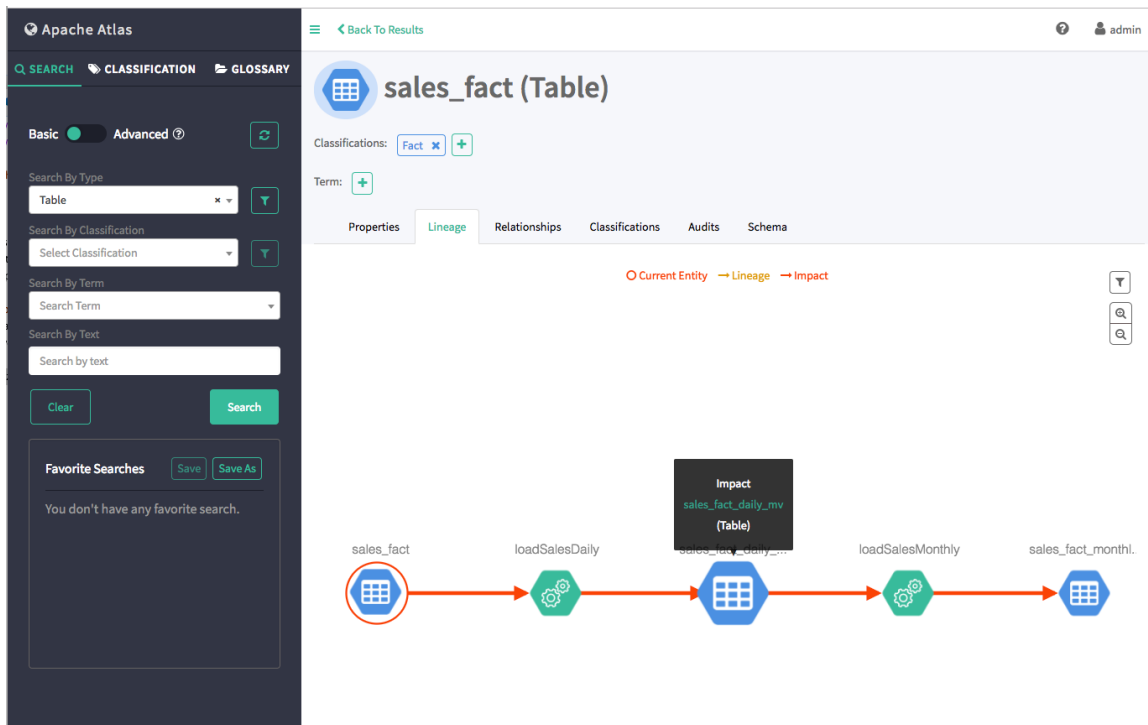 Apache Atlas
SEARCH CLASSIFICATION GLOSSARY
Basic Advanced
Search By Type
Table
Search By Classification
Select Classification
Search By Term
Search Term
Search By Text
Search by text
Clear Search
Favorite Searches Save Save As
You don't have any favorite search.
Back To Results admin
sales_fact (Table)
Classifications: Fact
Term:
Properties Lineage Relationships Classifications Audits Schema
Current Entity Lineage Impact
Impact
sales_fact_daily_mv
(Table)
sales_fact loadSalesDaily sales_fact_daily_... loadSalesMonthly sales_fact_monthl.